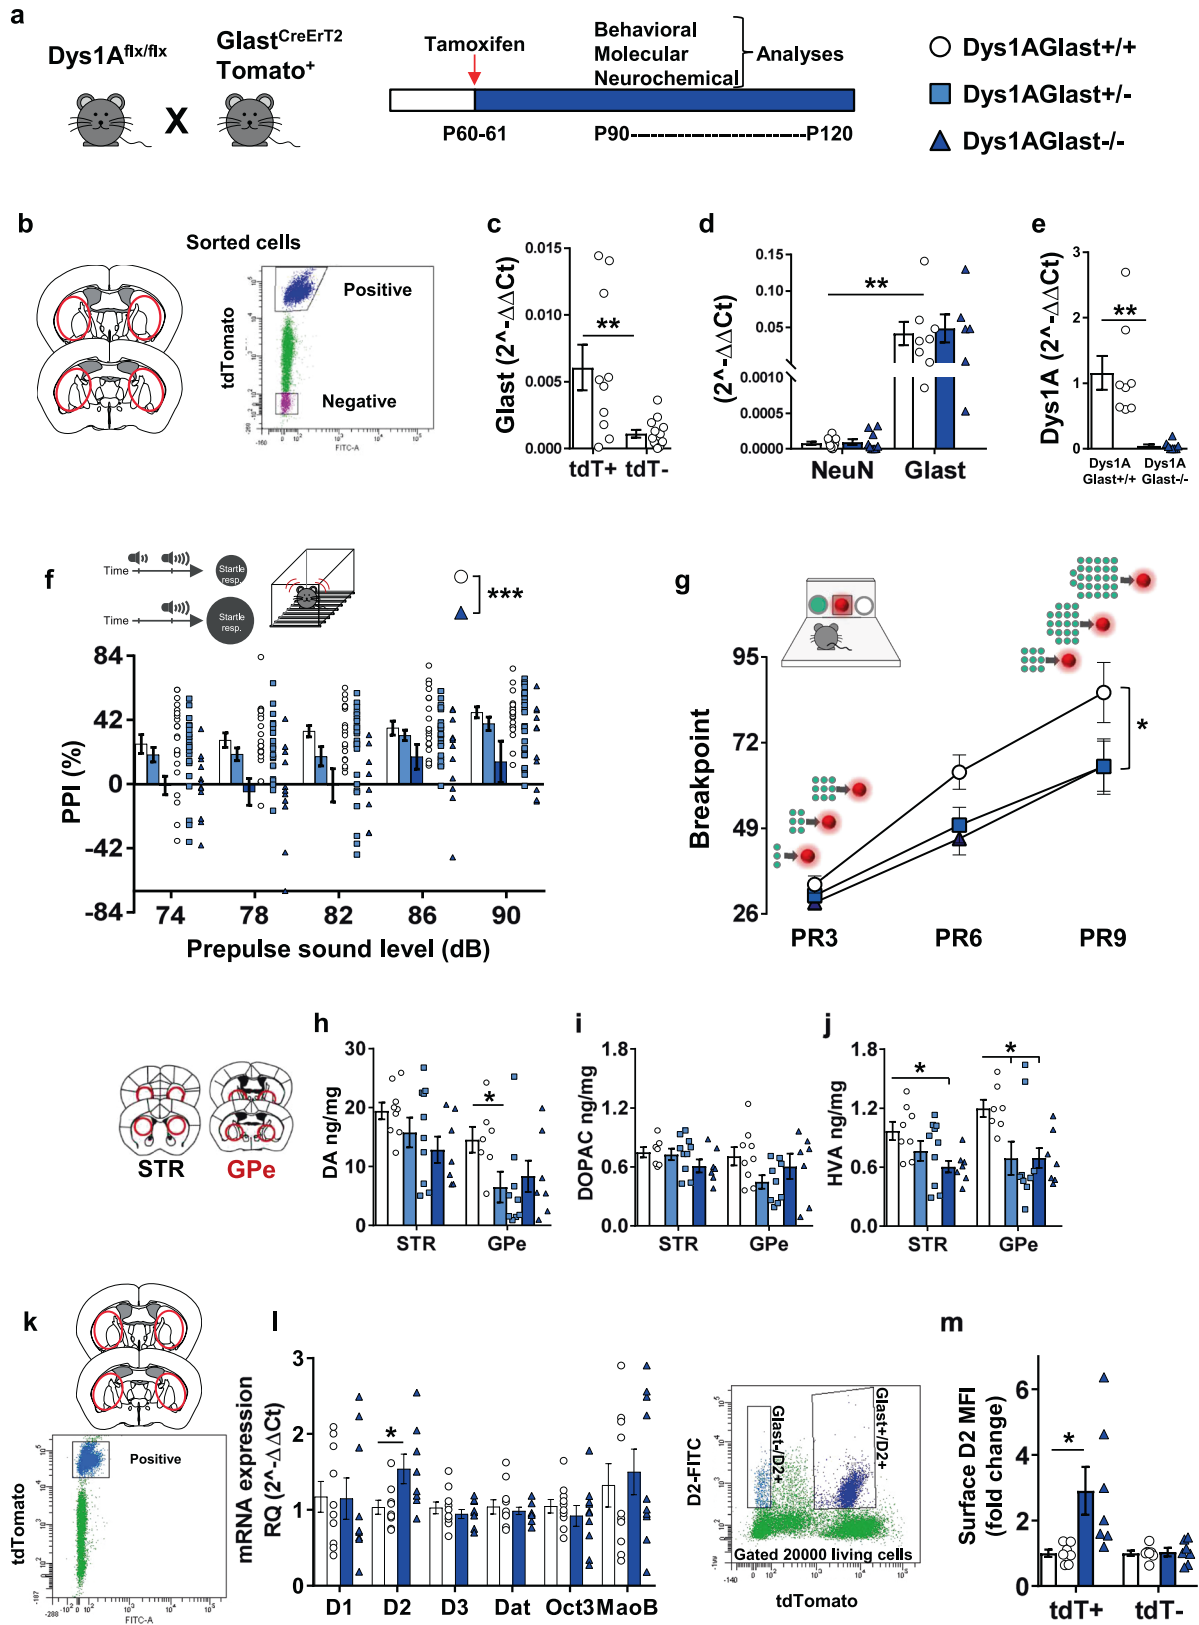 a
Dys1A^flx/flx
Glast^CreErT2
Tomato^+
X
Tamoxifen
Behavioral
Molecular
Neurochemical
Analyses
P60-61
P90
P120
Dys1AGlast+/+
Dys1AGlast+/-
Dys1AGlast-/-
b
Sorted cells
tdTomato
Positive
Negative
FITC-A
c
Glast (2^-ΔΔCt)
0.015
0.010
0.005
0.000
**
tdT+ tdT-
d
(2^-ΔΔCt)
0.15
0.10
0.05
0.0010
0.0005
0.0000
**
NeuN Glast
e
Dys1A (2^-ΔΔCt)
3
2
1
0
**
Dys1A Dys1A
Glast+/+ Glast-/-
f
Time
Startle
resp.
Time
Startle
resp.
***
PPI (%)
84
42
0
-42
-84
74 78 82 86 90
Prepulse sound level (dB)
g
Breakpoint
95
72
49
26
*
PR3 PR6 PR9
STR GPe
h
DA ng/mg
30
20
10
0
*
STR GPe
i
DOPAC ng/mg
1.8
1.2
0.6
0.0
STR GPe
j
HVA ng/mg
1.8
1.2
0.6
0.0
*
*
STR GPe
k
tdTomato
Positive
FITC-A
l
mRNA expression
RQ (2^-ΔΔCt)
3
2
1
0
*
D1 D2 D3 Dat Oct3 MaoB
D2-FITC
Glast-/D2+
Glast+/D2+
Gated 20000 living cells
tdTomato
m
Surface D2 MFI
(fold change)
6
4
2
0
*
tdT+ tdT-